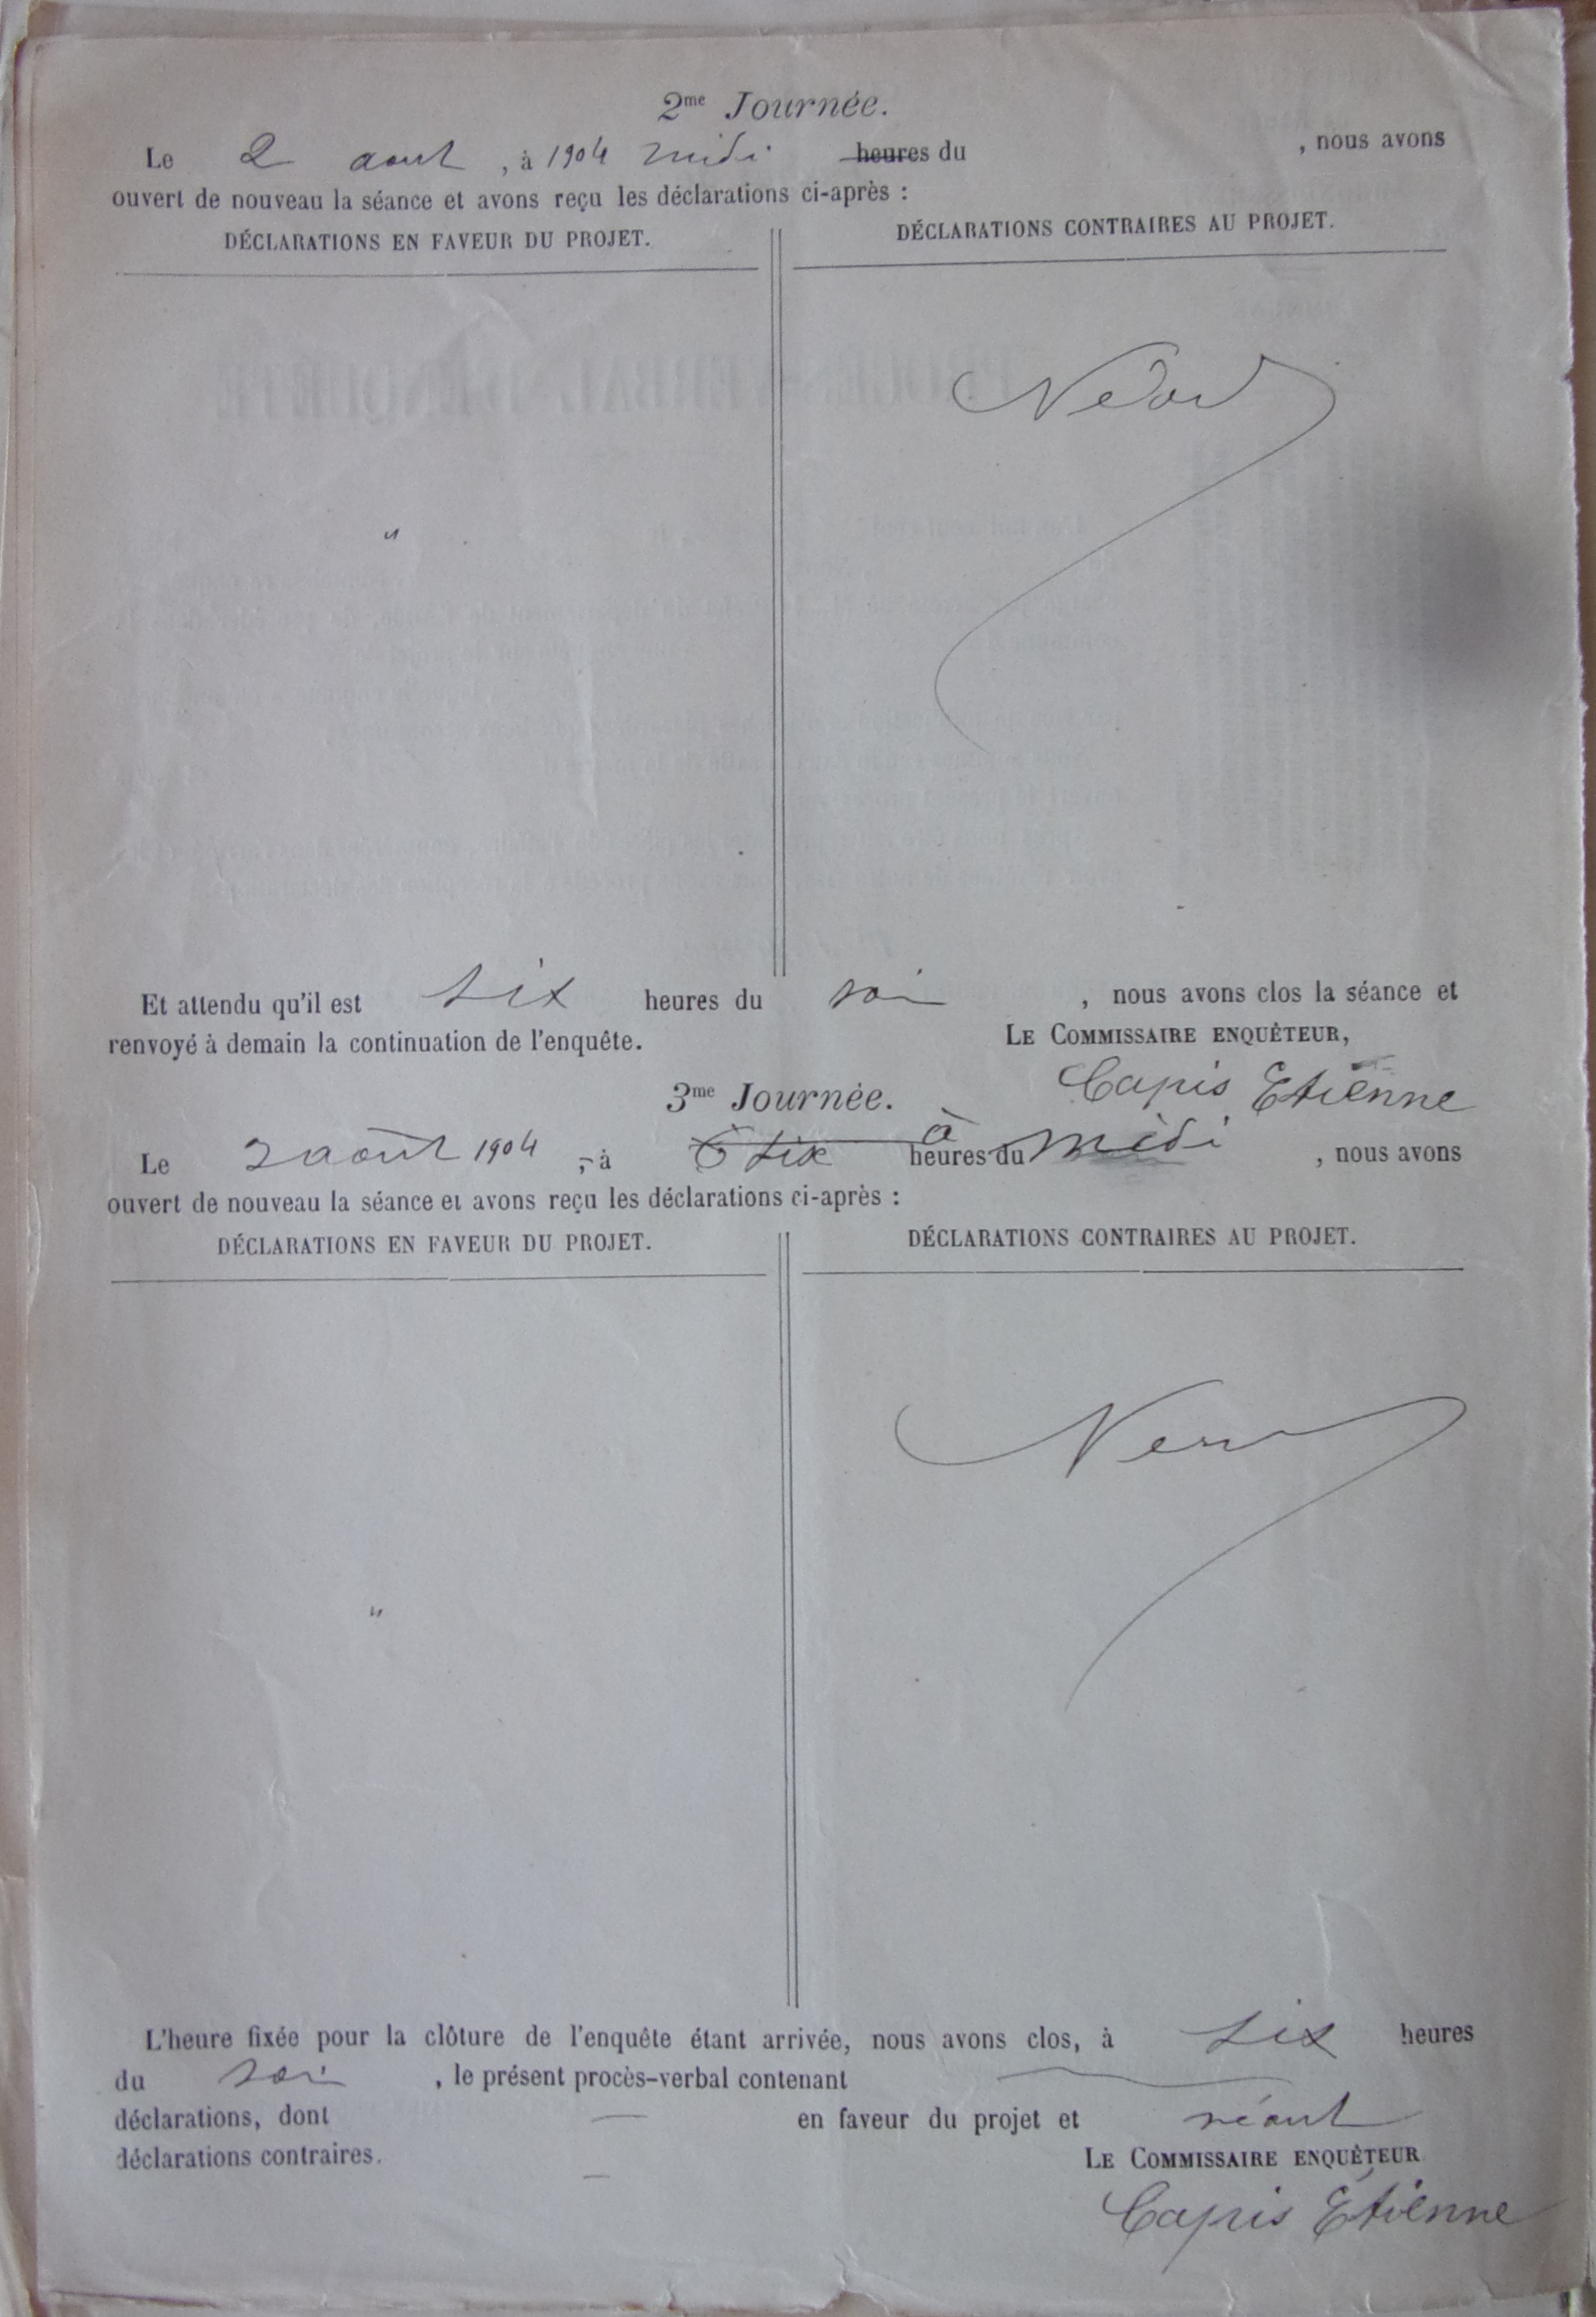 2me Journée.
Le 2 aout, à 1904 midi heures du , nous avons
ouvert de nouveau la séance et avons reçu les déclarations ci-après :
DÉCLARATIONS EN FAVEUR DU PROJET. DÉCLARATIONS CONTRAIRES AU PROJET.
"
Et attendu qu'il est six heures du soir , nous avons clos la séance et
renvoyé à demain la continuation de l'enquête. LE COMMISSAIRE ENQUÊTEUR,
Capis Etienne
3me Journée.
Le 2 août 1904 , à 6 six heures du à midi , nous avons
ouvert de nouveau la séance et avons reçu les déclarations ci-après :
DÉCLARATIONS EN FAVEUR DU PROJET. DÉCLARATIONS CONTRAIRES AU PROJET.
"
L'heure fixée pour la clôture de l'enquête étant arrivée, nous avons clos, à six heures
du soir , le présent procès-verbal contenant
déclarations, dont — en faveur du projet et néant
déclarations contraires. — LE COMMISSAIRE ENQUÊTEUR
Capis Étienne